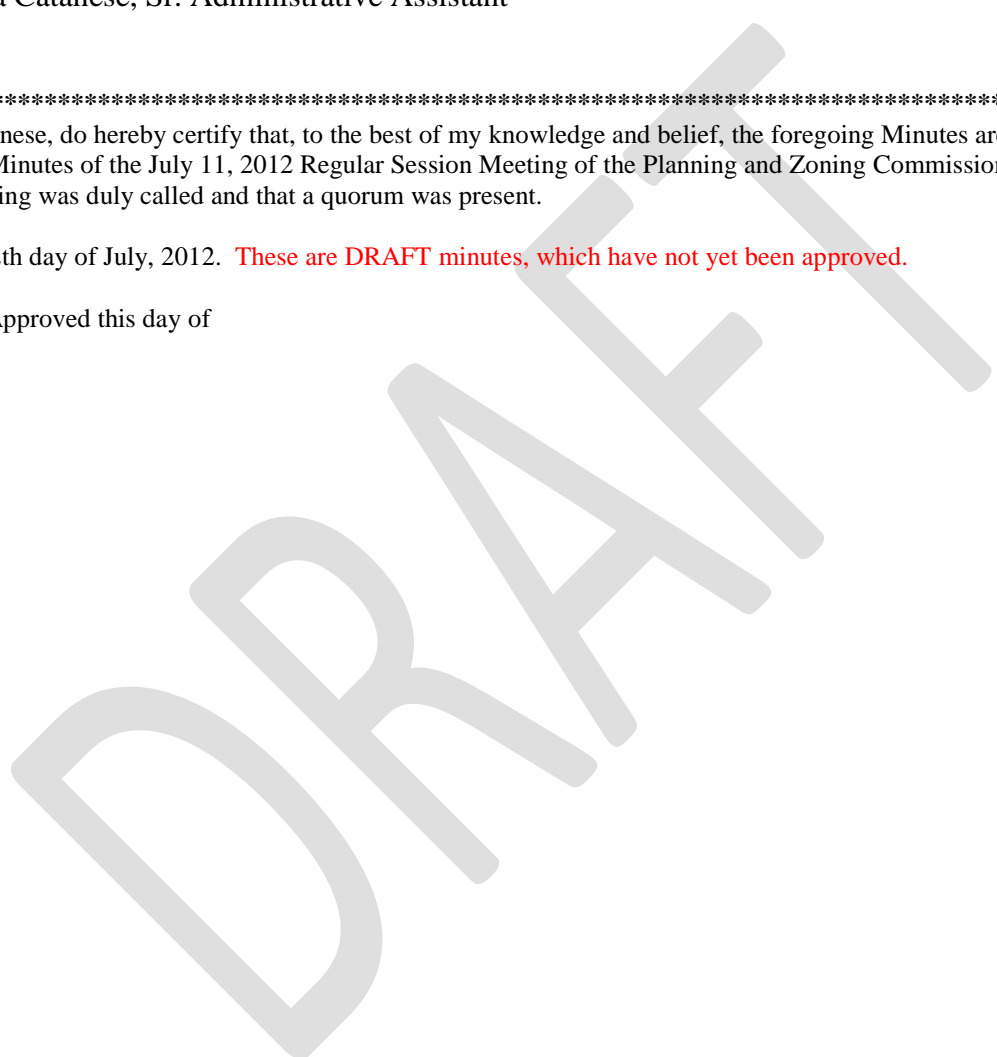 Catanese, Sr. Administrative Assistant
nese, do hereby certify that, to the best of my knowledge and belief, the foregoing Minutes are
Minutes of the July 11, 2012 Regular Session Meeting of the Planning and Zoning Commission
ing was duly called and that a quorum was present.
th day of July, 2012. These are DRAFT minutes, which have not yet been approved.
Approved this day of
DRAFT